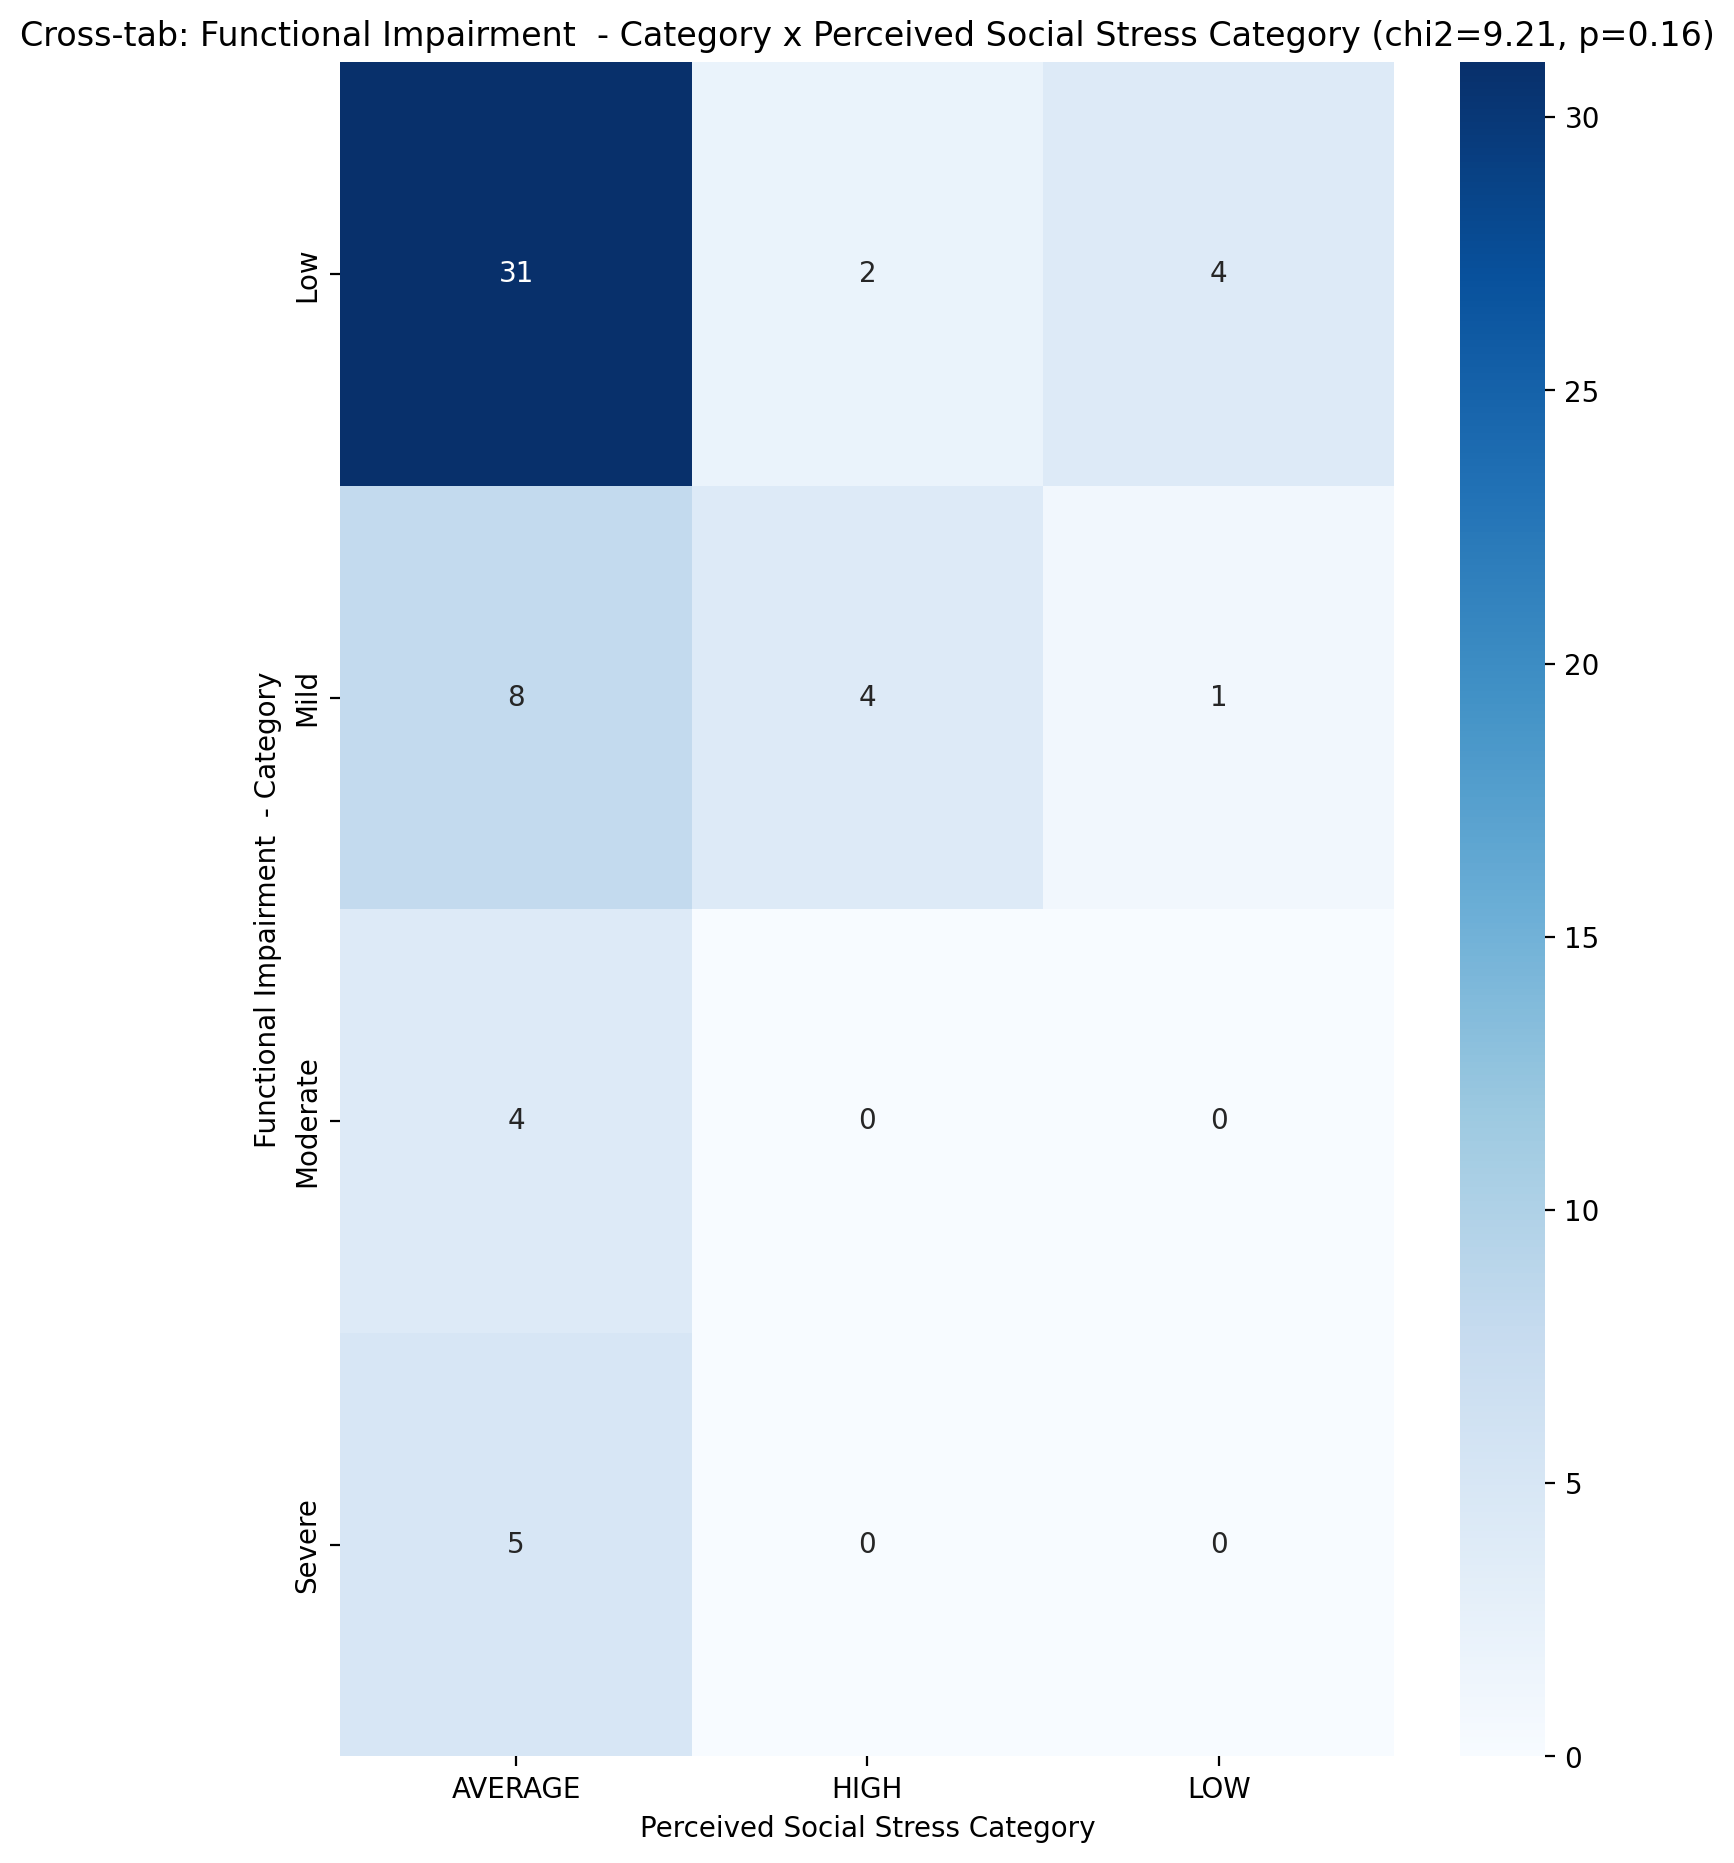 Cross-tab: Functional Impairment  - Category x Perceived Social Stress Category (chi2=9.21, p=0.16)
Functional Impairment  - Category
Low
31
2
4
Mild
8
4
1
Moderate
4
0
0
Severe
5
0
0
AVERAGE
HIGH
LOW
Perceived Social Stress Category
30
25
20
15
10
5
0